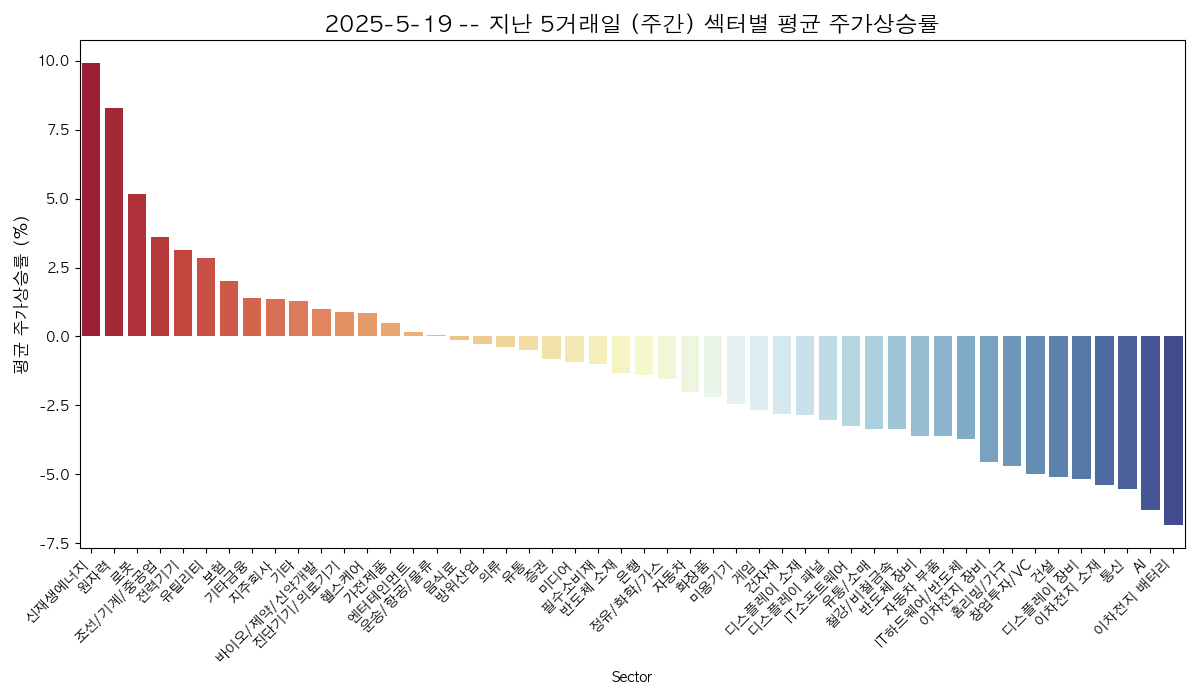 2025-5-19 -- 지난 5거래일 (주간) 섹터별 평균 주가상승률
평균 주가상승률 (%)
10.0
7.5
5.0
2.5
0.0
-2.5
-5.0
-7.5
신재생에너지
원자력
로봇
조선/기계/중공업
전력기기
유틸리티
보험
기타금융
지주회사
기타
바이오/제약/신약개발
진단기기/의료기기
헬스케어
가전제품
엔터테인먼트
운송/항공/물류
음식료
방위산업
의류
유통
증권
미디어
필수소비재
반도체 소재
은행
정유/화학/가스
자동차
화장품
미용기기
게임
건자재
디스플레이 소재
디스플레이 패널
IT소프트웨어
유통/소매
철강/비철금속
반도체 장비
자동차 부품
IT하드웨어/반도체
이차전지 장비
홈리빙/가구
창업투자/VC
건설
디스플레이 장비
이차전지 소재
통신
AI
이차전지 배터리
Sector